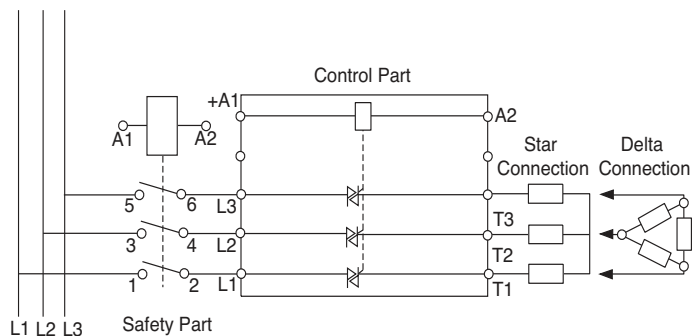 Control Part
+A1
A2
A1
A2
Star
Connection
Delta
Connection
5
6
L3
T3
3
4
L2
T2
1
2
L1
T1
L1 L2 L3
Safety Part